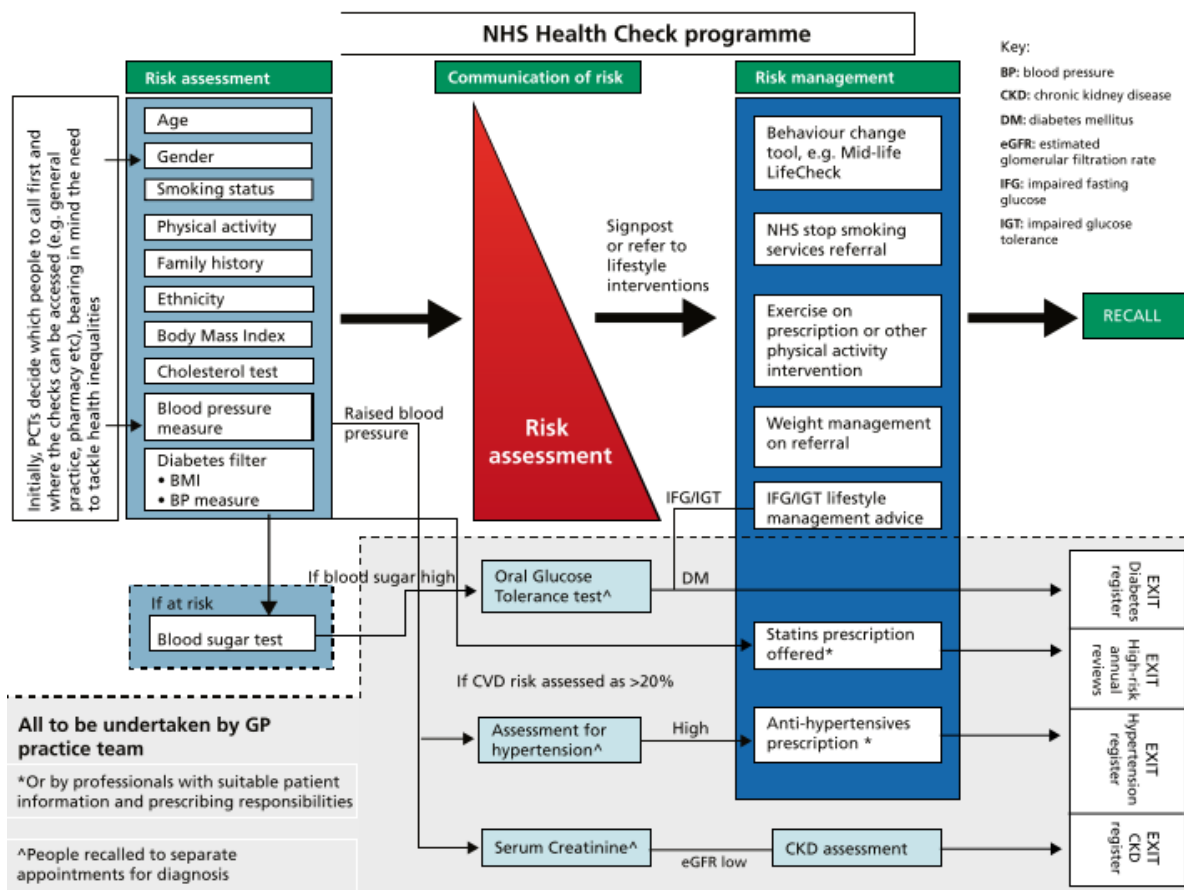 NHS Health Check programme
Risk assessment
Communication of risk
Risk management
Key:
BP: blood pressure
CKD: chronic kidney disease
DM: diabetes mellitus
eGFR: estimated
glomerular filtration rate
IFG: impaired fasting
glucose
IGT: impaired glucose
tolerance
Initially, PCTs decide which people to call first and
where the checks can be accessed (e.g. general
practice, pharmacy etc), bearing in mind the need
to tackle health inequalities
Age
Gender
Smoking status
Physical activity
Family history
Ethnicity
Body Mass Index
Cholesterol test
Blood pressure
measure
Diabetes filter
• BMI
• BP measure
Raised blood
pressure
Risk
assessment
Signpost
or refer to
lifestyle
interventions
Behaviour change
tool, e.g. Mid-life
LifeCheck
NHS stop smoking
services referral
Exercise on
prescription or other
physical activity
intervention
Weight management
on referral
IFG/IGT lifestyle
management advice
RECALL
IFG/IGT
If blood sugar high
If at risk
Blood sugar test
Oral Glucose
Tolerance test^
DM
EXIT
Diabetes
register
Statins prescription
offered*
EXIT
High-risk
annual
reviews
If CVD risk assessed as >20%
Assessment for
hypertension^
High
Anti-hypertensives
prescription *
EXIT
Hypertension
register
Serum Creatinine^
eGFR low
CKD assessment
EXIT
CKD
register
All to be undertaken by GP
practice team
*Or by professionals with suitable patient
information and prescribing responsibilities
^People recalled to separate
appointments for diagnosis